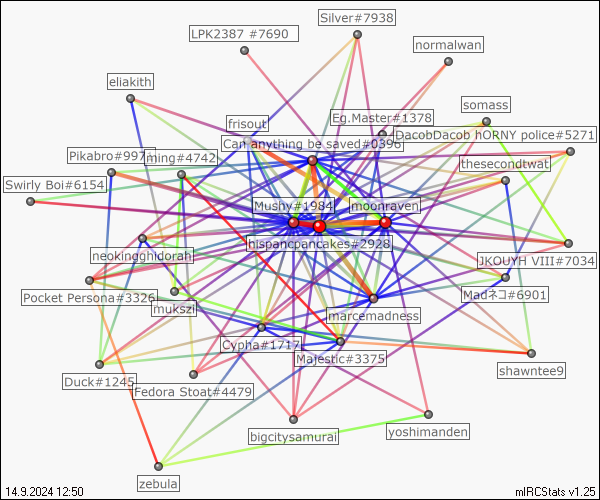 Silver#7938
LPK2387 #7690
normalwan
eliakith
somass
Eg.Master#1378
frisout
DacobDacob hORNY police#5271
Can anything be saved#0396
Pikabro#997
ming#4742
thesecondtwat
Swirly Boi#6154
Mushy#1984
moonraven
hispancpancakes#2928
neokingghidorah
JKOUYH VIII#7034
Madネコ#6901
Pocket Persona#3326
mukszi
marcemadness
Cypha#1717
Majestic#3375
shawntee9
Duck#1245
Fedora Stoat#4479
yoshimanden
bigcitysamurai
zebula
14.9.2024 12:50
mIRCStats v1.25